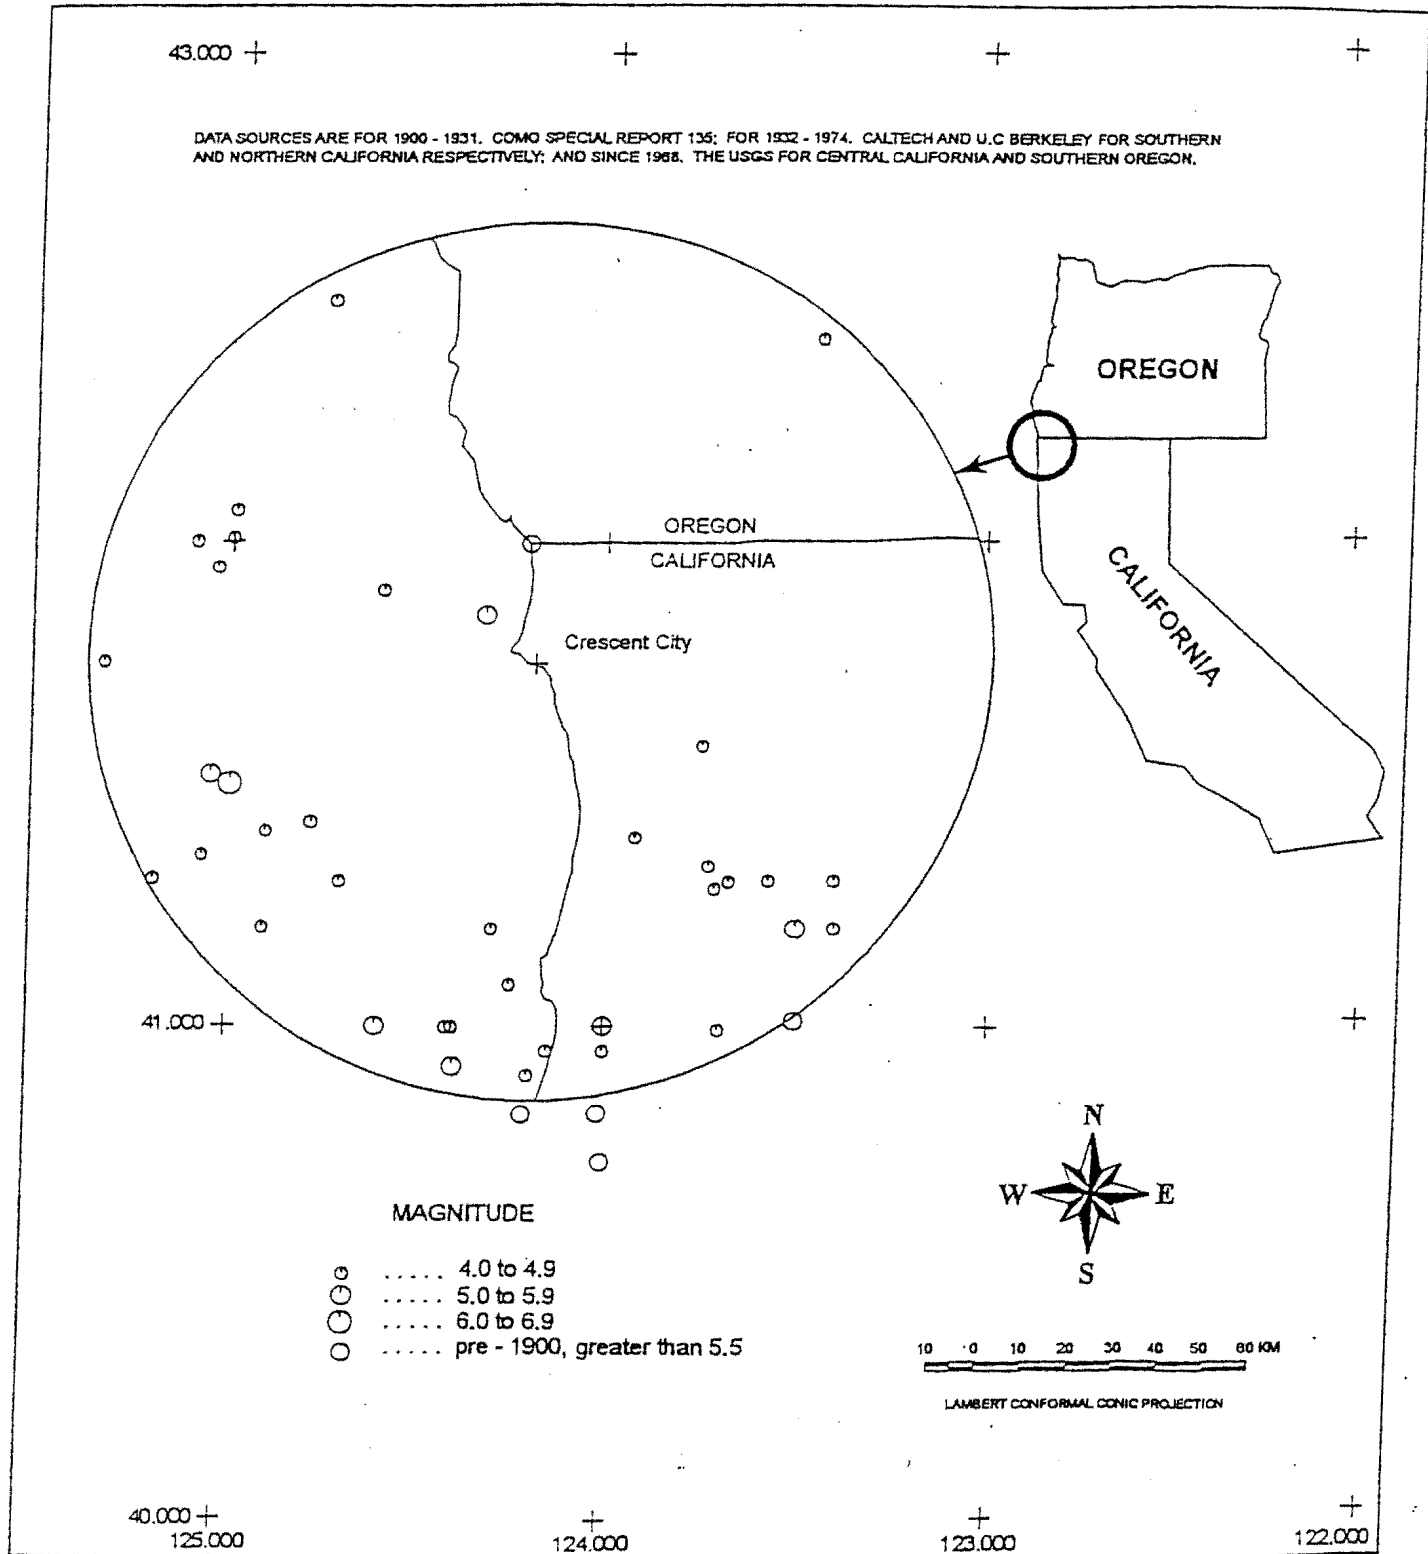 43.000
DATA SOURCES ARE FOR 1900 - 1931. COMO SPECIAL REPORT 135; FOR 1932 - 1974. CALTECH AND U.C BERKELEY FOR SOUTHERN
AND NORTHERN CALIFORNIA RESPECTIVELY; AND SINCE 1968. THE USGS FOR CENTRAL CALIFORNIA AND SOUTHERN OREGON.
OREGON
OREGON
CALIFORNIA
CALIFORNIA
Crescent City
41.000
N
W E
S
MAGNITUDE
..... 4.0 to 4.9
..... 5.0 to 5.9
..... 6.0 to 6.9
..... pre - 1900, greater than 5.5
10 0 10 20 30 40 50 60 KM
LAMBERT CONFORMAL CONIC PROJECTION
40.000
125.000 124.000 123.000 122.000